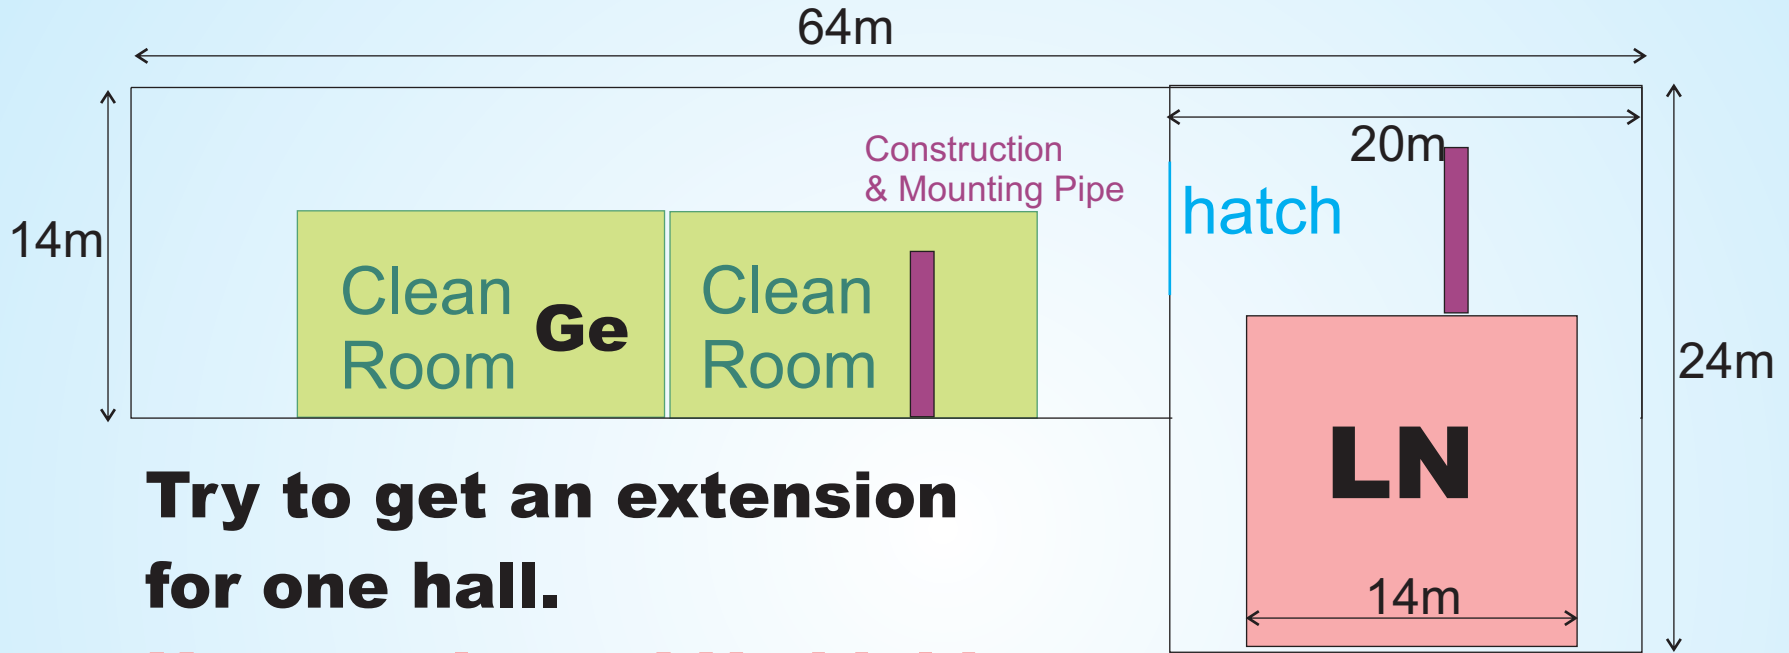 64m
20m
Construction
& Mounting Pipe
hatch
14m
Clean
Room
Ge
Clean
Room
24m
LN
Try to get an extension
for one hall.
14m